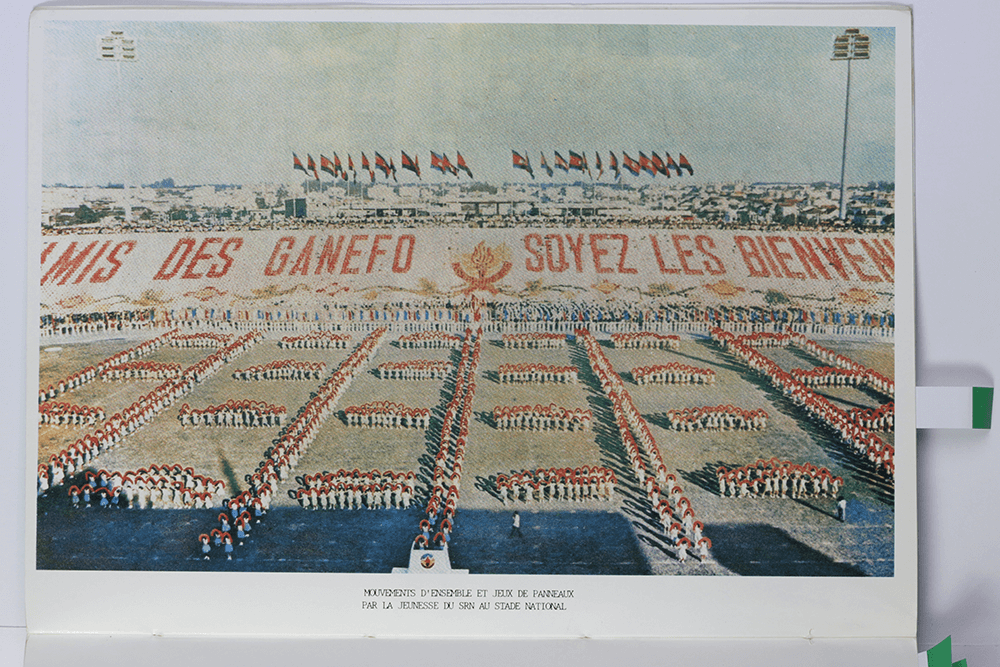 AMIS DES GANEFO SOYEZ LES BIENVEN
MOUVEMENTS D'ENSEMBLE ET JEUX DE PANNEAUX
PAR LA JEUNESSE DU SRN AU STADE NATIONAL